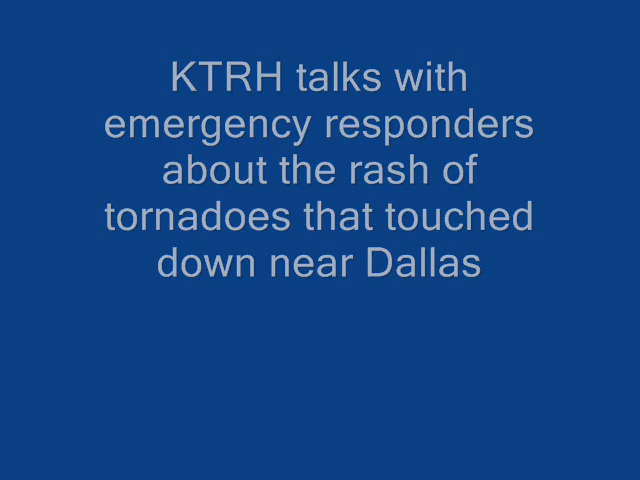 KTRH talks with
emergency responders
about the rash of
tornadoes that touched
down near Dallas